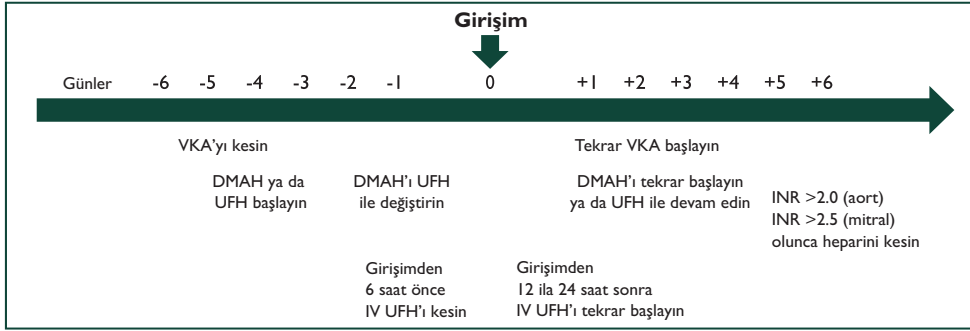 Girişim
Günler -6 -5 -4 -3 -2 -1 0 +1 +2 +3 +4 +5 +6
VKA’yı kesin
Tekrar VKA başlayın
DMAH ya da
UFH başlayın
DMAH’ı UFH
ile değiştirin
DMAH’ı tekrar başlayın
ya da UFH ile devam edin
INR >2.0 (aort)
INR >2.5 (mitral)
olunca heparini kesin
Girişimden
6 saat önce
IV UFH’ı kesin
Girişimden
12 ila 24 saat sonra
IV UFH’ı tekrar başlayın